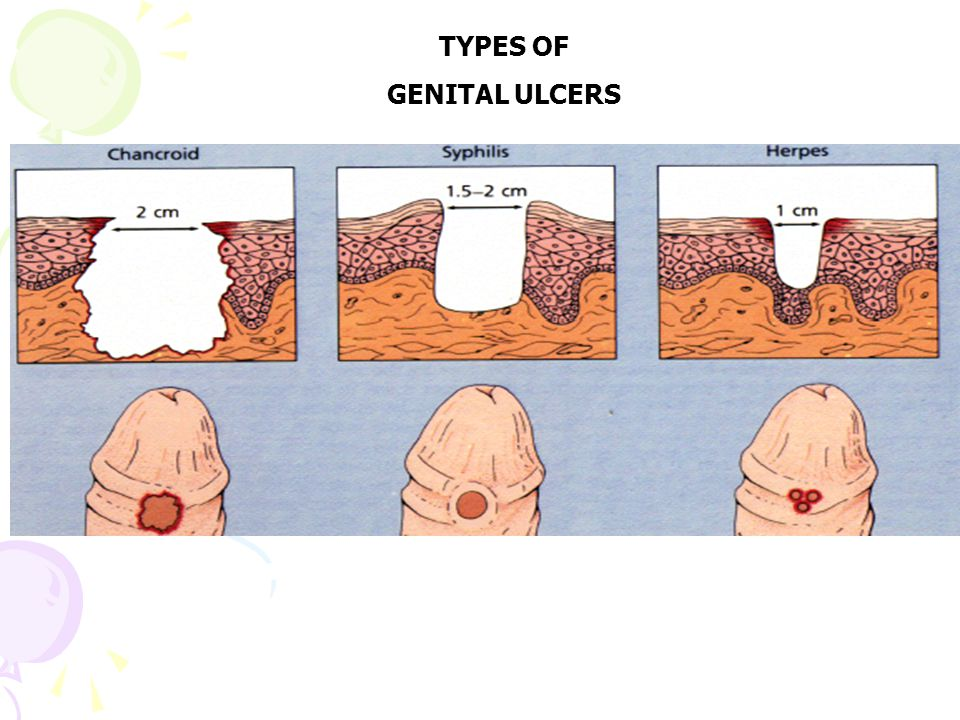 TYPES OF
GENITAL ULCERS
Chancroid
Syphilis
Herpes
2 cm
1.5–2 cm
1 cm